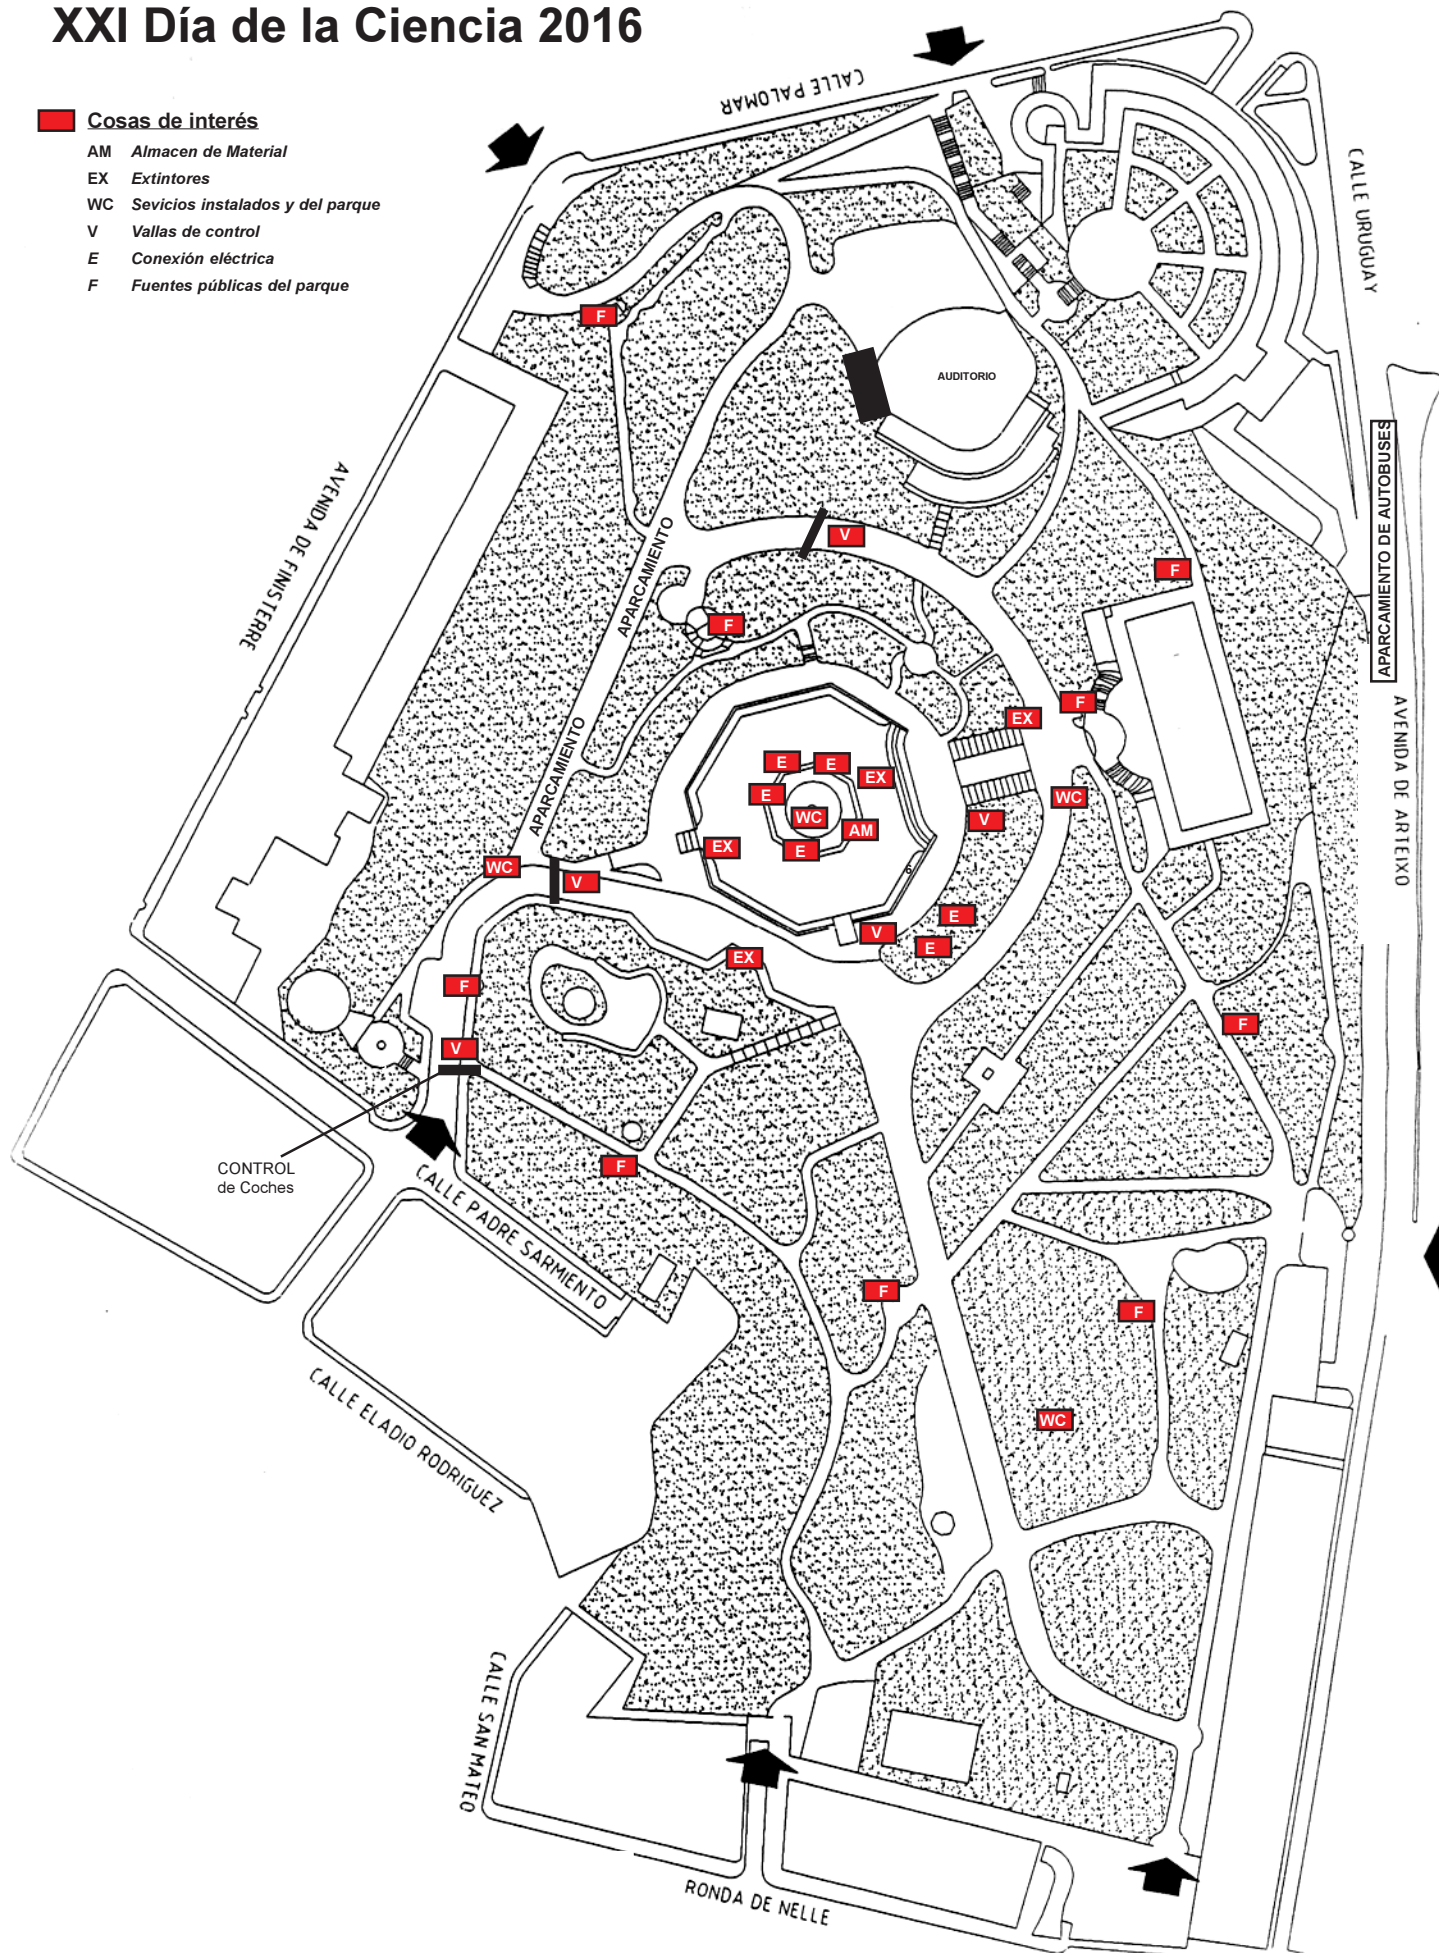 XXI Día de la Ciencia 2016
Cosas de interés
AM Almacen de Material
EX Extintores
WC Sevicios instalados y del parque
V Vallas de control
E Conexión eléctrica
F Fuentes públicas del parque
CALLE PALOMAR
CALLE URUGUAY
F
AUDITORIO
APARCAMIENTO DE AUTOBUSES
AVENIDA DE FINISTERRE
APARCAMIENTO
V
F
F
F
EX
AVENIDA DE ARTEIXO
APARCAMIENTO
E
E
EX
E
WC
WC
AM
V
EX
E
WC
V
E
V
E
EX
F
F
V
CONTROL
de Coches
F
CALLE PADRE SARMIENTO
F
F
CALLE ELADIO RODRIGUEZ
WC
CALLE SAN MATEO
RONDA DE NELLE